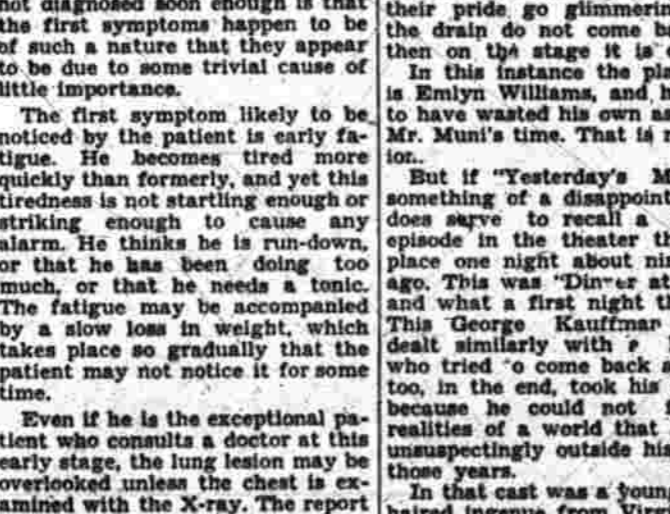 not diagnosed soon enough is that
the first symptoms happen to be
of such a nature that they appear
to be due to some trivial cause of
little importance.
The first symptom likely to be
noticed by the patient is early fa-
tigue. He becomes tired more
quickly than formerly, and yet this
tiredness is not startling enough or
striking enough to cause any
alarm. He thinks he is run-down,
or that he has been doing too
much, or that he needs a tonic.
The fatigue may be accompanied
by a slow loss in weight, which
takes place so gradually that the
patient may not notice it for some
time.
Even if he is the exceptional pa-
tient who consults a doctor at this
early stage, the lung lesion may be
overlooked unless the chest is ex-
amined with the X-ray. The report
their pride go glimmerin
the drain do not come ba
then on the stage it is
In this instance the pla
is Emlyn Williams, and h
to have wasted his own an
Mr. Muni's time. That is
ior..
But if "Yesterday's M
something of a disappoint
does serve to recall a
episode in the theater th
place one night about nin
ago. This was "Dinner at
and what a first night t
This George Kauffman
dealt similarly with
who tried o come back a
too, in the end, took his
because he could not
realities of a world that
unsuspectingly outside his
those years.
In that cast was a young
haired ingenue from Virg